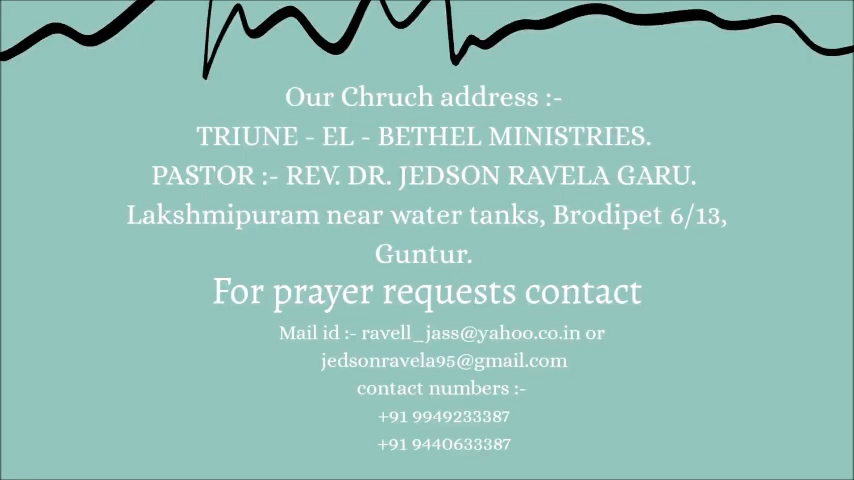 Our Chruch address :-
TRIUNE - EL - BETHEL MINISTRIES.
PASTOR :- REV. DR. JEDSON RAVELA GARU.
Lakshmipuram near water tanks, Brodipet 6/13,
Guntur.
For prayer requests contact
Mail id :- ravell_jass@yahoo.co.in or
jedsonravela95@gmail.com
contact numbers :-
+91 9949233387
+91 9440633387